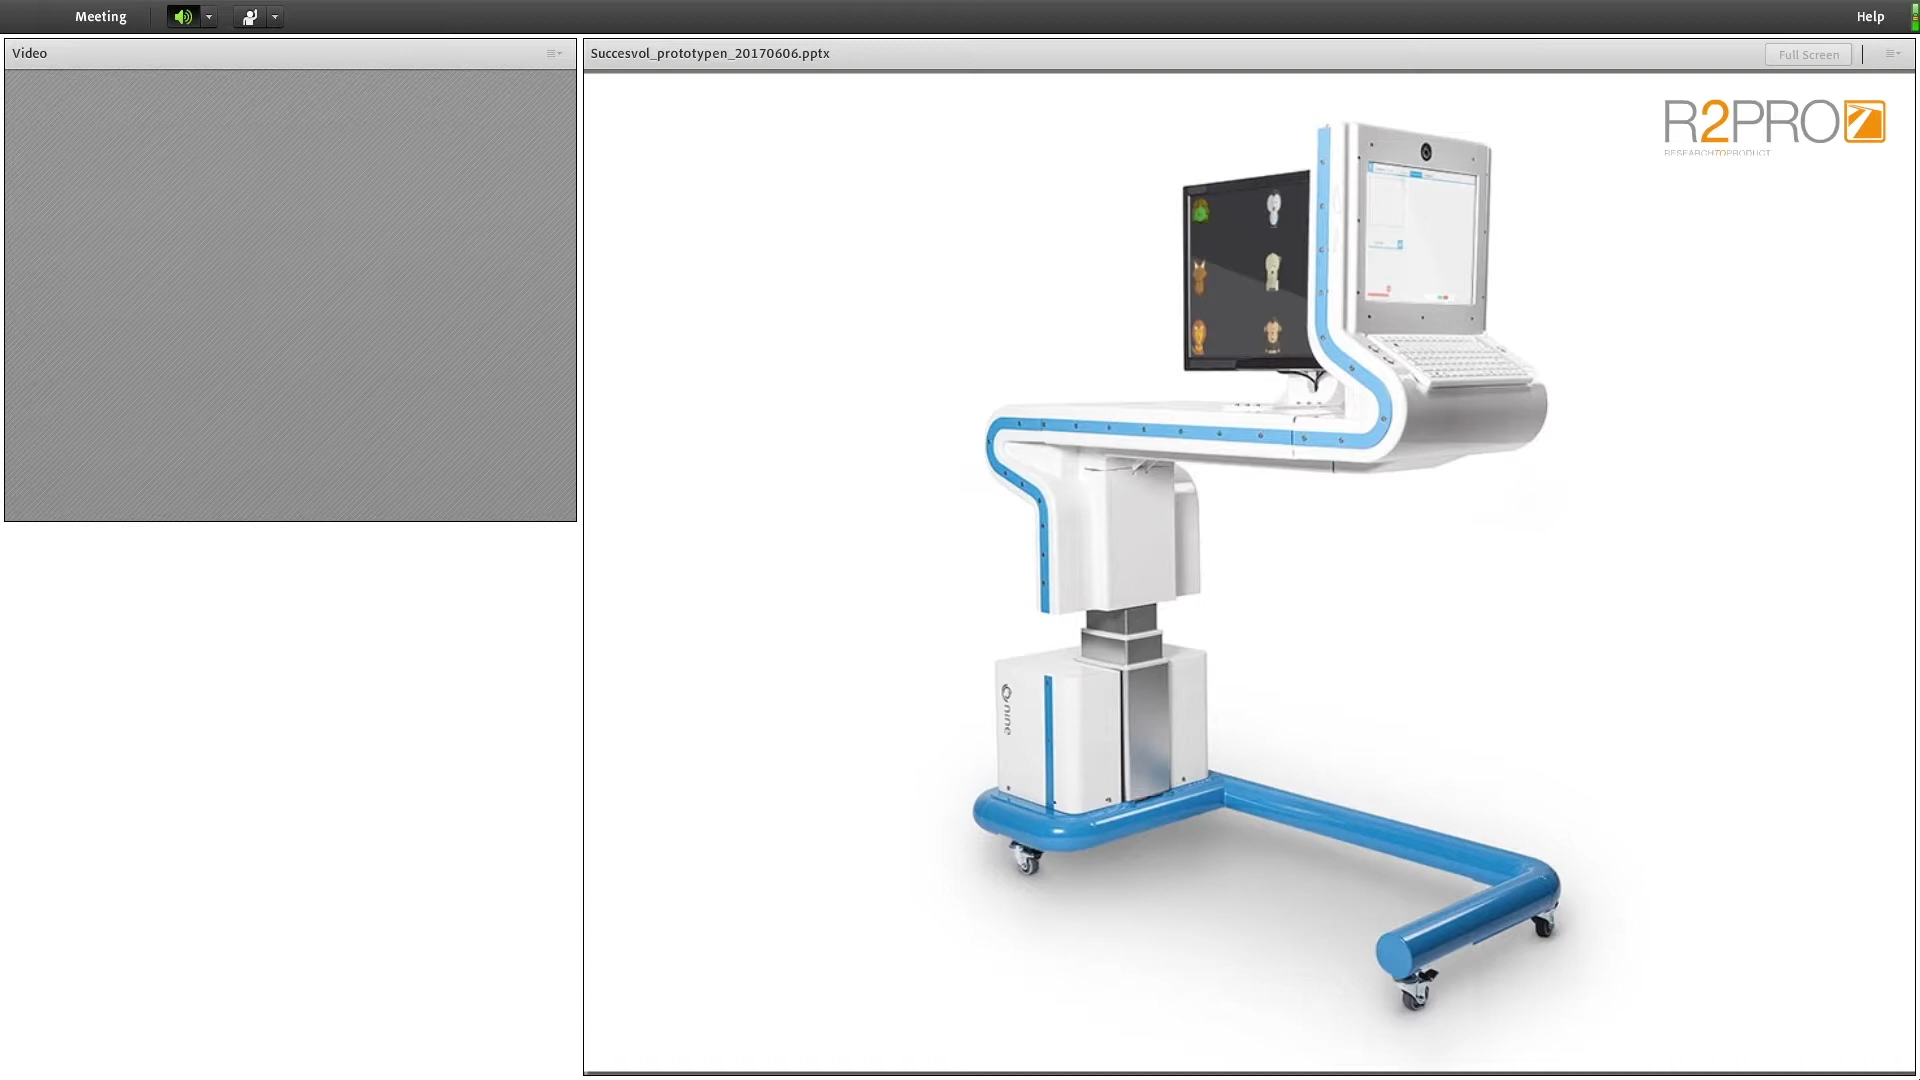 Meeting
Help
Video
Succesvol_prototypen_20170606.pptx
Full Screen
R2PRO
RESEARCHTOPRODUCT
nine